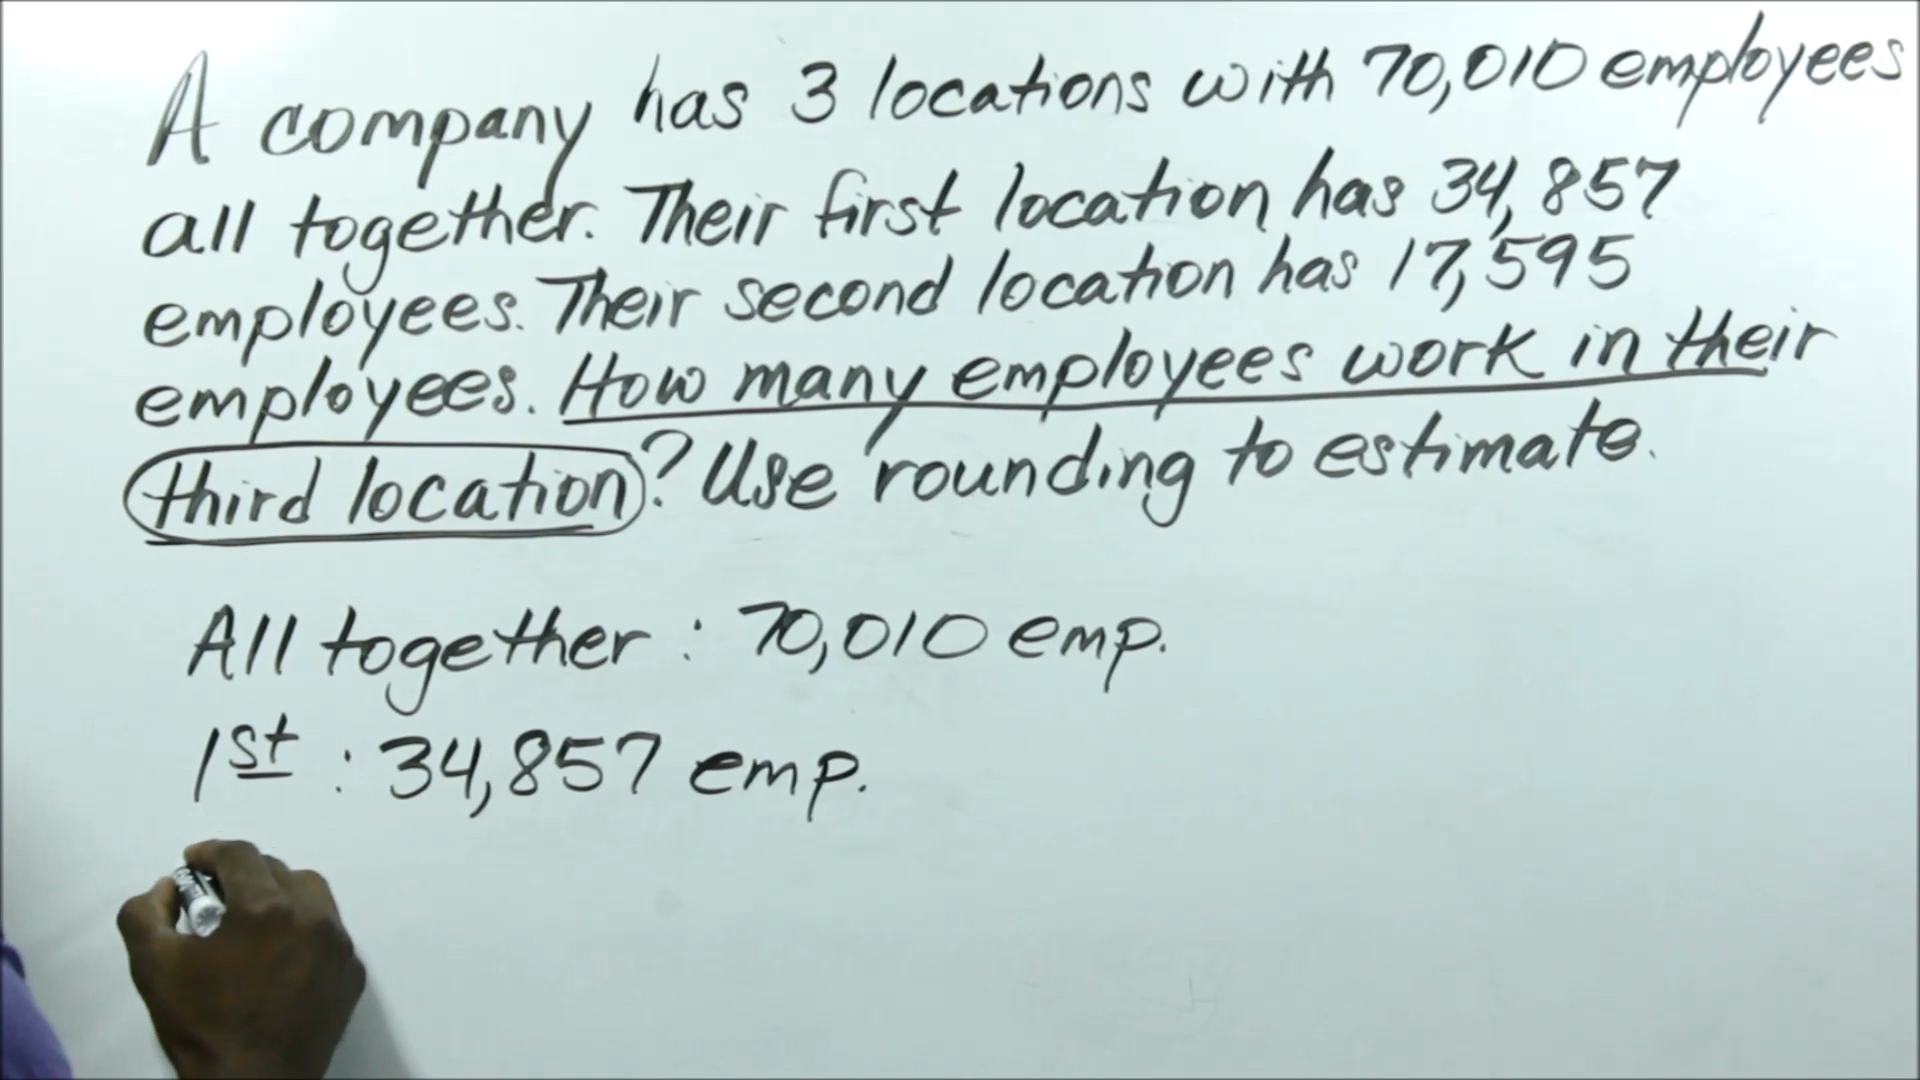 A company has 3 locations with 70,010 employees
all together. Their first location has 34,857
employees. Their second location has 17,595
employees. How many employees work in their
third location? Use rounding to estimate.
All together : 70,010 emp.
1st : 34,857 emp.